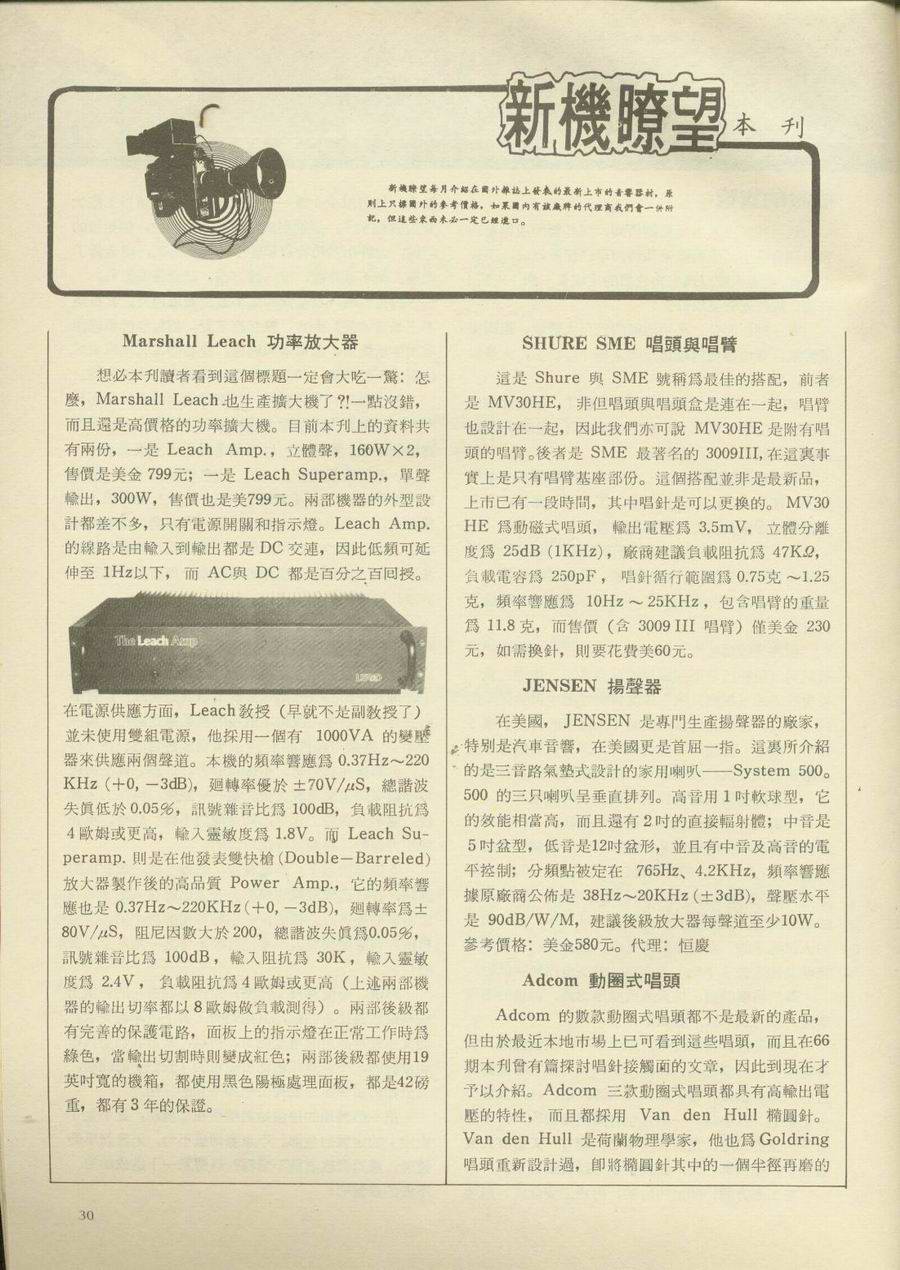 新機瞭望
本刊
新機瞭望每月介紹在國外雜誌上發表的最新上市的音響器材，原
則上只據國外的參考價格，如果國內有該廠牌的代理商我們會一併附
記，但這些東西未必一定已經進口。
Marshall Leach 功率放大器
想必本刊讀者看到這個標題一定會大吃一驚：怎
麼，Marshall Leach 也生產擴大機了?!一點沒錯，
而且還是高價格的功率擴大機。目前本刊上的資料共
有兩份，一是 Leach Amp.，立體聲，160W×2，
售價是美金 799元；一是 Leach Superamp.，單聲
輸出，300W，售價也是美799元。兩部機器的外型設
計都差不多，只有電源開關和指示燈。Leach Amp.
的線路是由輸入到輸出都是 DC 交連，因此低頻可延
伸至 1Hz以下，而 AC與 DC 都是百分之百回授。
The Leach Amp
在電源供應方面，Leach教授（早就不是副教授了）
並未使用雙組電源，他採用一個有 1000VA 的變壓
器來供應兩個聲道。本機的頻率響應爲 0.37Hz～220
KHz（+0，−3dB），廻轉率優於 ±70V/μS，總諧波
失眞低於 0.05%，訊號雜音比爲 100dB，負載阻抗爲
4 歐姆或更高，輸入靈敏度爲 1.8V。而 Leach Su-
peramp. 則是在他發表雙快槍 (Double－Barreled)
放大器製作後的高品質 Power Amp.，它的頻率響
應也是 0.37Hz～220KHz (+0，−3dB)，廻轉率爲±
80V/μS，阻尼因數大於 200，總諧波失眞爲0.05%，
訊號雜音比爲 100dB，輸入阻抗爲 30K，輸入靈敏
度爲 2.4V，負載阻抗爲 4 歐姆或更高（上述兩部機
器的輸出切率都以 8 歐姆做負載測得）。兩部後級都
有完善的保護電路，面板上的指示燈在正常工作時爲
綠色，當輸出切割時則變成紅色；兩部後級都使用19
英吋寬的機箱，都使用黑色陽極處理面板，都是42磅
重，都有 3 年的保證。
SHURE SME 唱頭與唱臂
這是 Shure 與 SME 號稱爲最佳的搭配，前者
是 MV30HE，非但唱頭與唱頭盒是連在一起，唱臂
也設計在一起，因此我們亦可說 MV30HE 是附有唱
頭的唱臂。後者是 SME 最著名的 3009III，在這裏事
實上是只有唱臂基座部份。這個搭配並非是最新品，
上市已有一段時間，其中唱針是可以更換的。MV30
HE 爲動磁式唱頭，輸出電壓爲 3.5mV，立體分離
度爲 25dB (1KHz)，廠商建議負載阻抗爲 47KΩ，
負載電容爲 250pF，唱針循行範圍爲 0.75克～1.25
克，頻率響應爲 10Hz～25KHz，包含唱臂的重量
爲 11.8 克，而售價（含 3009 III 唱臂）僅美金 230
元，如需換針，則要花費美60元。
JENSEN 揚聲器
在美國，JENSEN 是專門生產揚聲器的廠家，
特別是汽車音響，在美國更是首屈一指。這裏所介紹
的是三音路氣墊式設計的家用喇叭——System 500。
500 的三只喇叭呈垂直排列。高音用 1 吋軟球型，它
的效能相當高，而且還有 2 吋的直接輻射體；中音是
5 吋盆型，低音是12吋盆形，並且有中音及高音的電
平控制；分頻點被定在 765Hz、4.2KHz，頻率響應
據原廠商公佈是 38Hz～20KHz (±3dB)，聲壓水平
是 90dB/W/M，建議後級放大器每聲道至少10W。
參考價格：美金580元。代理：恒慶
Adcom 動圈式唱頭
Adcom 的數款動圈式唱頭都不是最新的產品，
但由於最近本地市場上已可看到這些唱頭，而且在66
期本刊曾有篇探討唱針接觸面的文章，因此到現在才
予以介紹。Adcom 三款動圈式唱頭都具有高輸出電
壓的特性，而且都採用 Van den Hull 橢圓針。
Van den Hull 是荷蘭物理學家，他也爲Goldring
唱頭重新設計過，卽將橢圓針其中的一個半徑再磨的
30